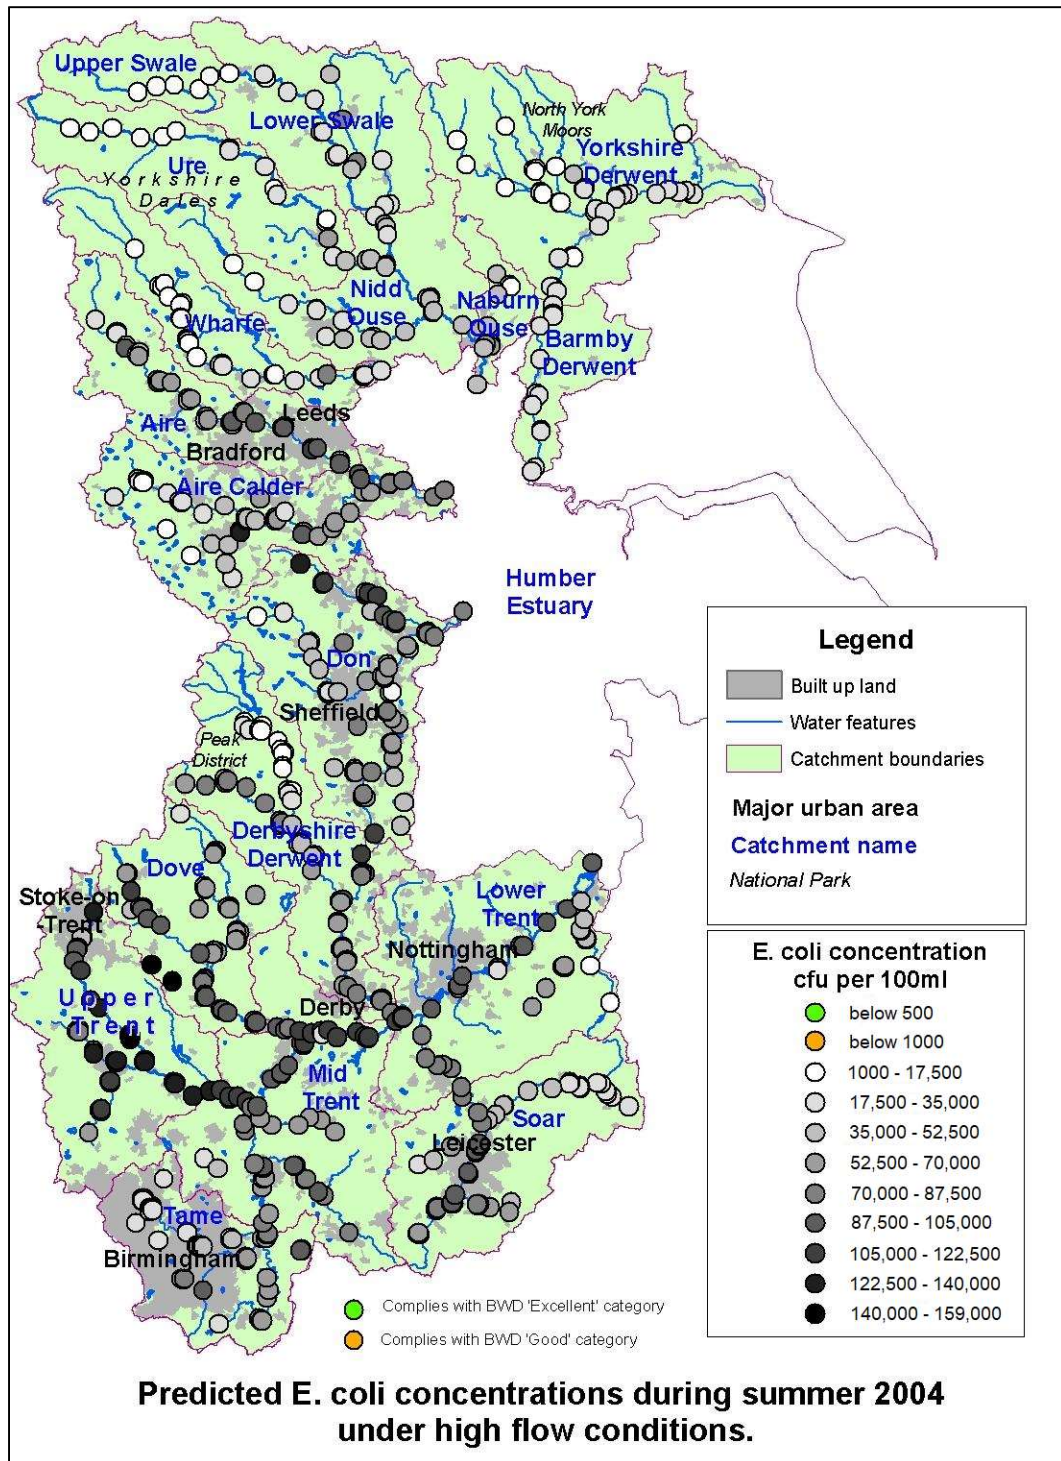 Upper Swale
Lower Swale
North York
Moors
Yorkshire
Derwent
Ure
Yorkshire
Dales
Nidd
Ouse
Naburn
Ouse
Wharfe
Barmby
Derwent
Aire
Leeds
Bradford
Aire Calder
Humber
Estuary
Don
Sheffield
Peak
District
Derbyshire
Derwent
Dove
Stoke-on
-Trent
Lower
Trent
Nottingham
Upper
Trent
Derby
Mid
Trent
Soar
Leicester
Tame
Birmingham
Legend
Built up land
Water features
Catchment boundaries
Major urban area
Catchment name
National Park
E. coli concentration
cfu per 100ml
below 500
below 1000
1000 - 17,500
17,500 - 35,000
35,000 - 52,500
52,500 - 70,000
70,000 - 87,500
87,500 - 105,000
105,000 - 122,500
122,500 - 140,000
140,000 - 159,000
Complies with BWD 'Excellent' category
Complies with BWD 'Good' category
Predicted E. coli concentrations during summer 2004
under high flow conditions.